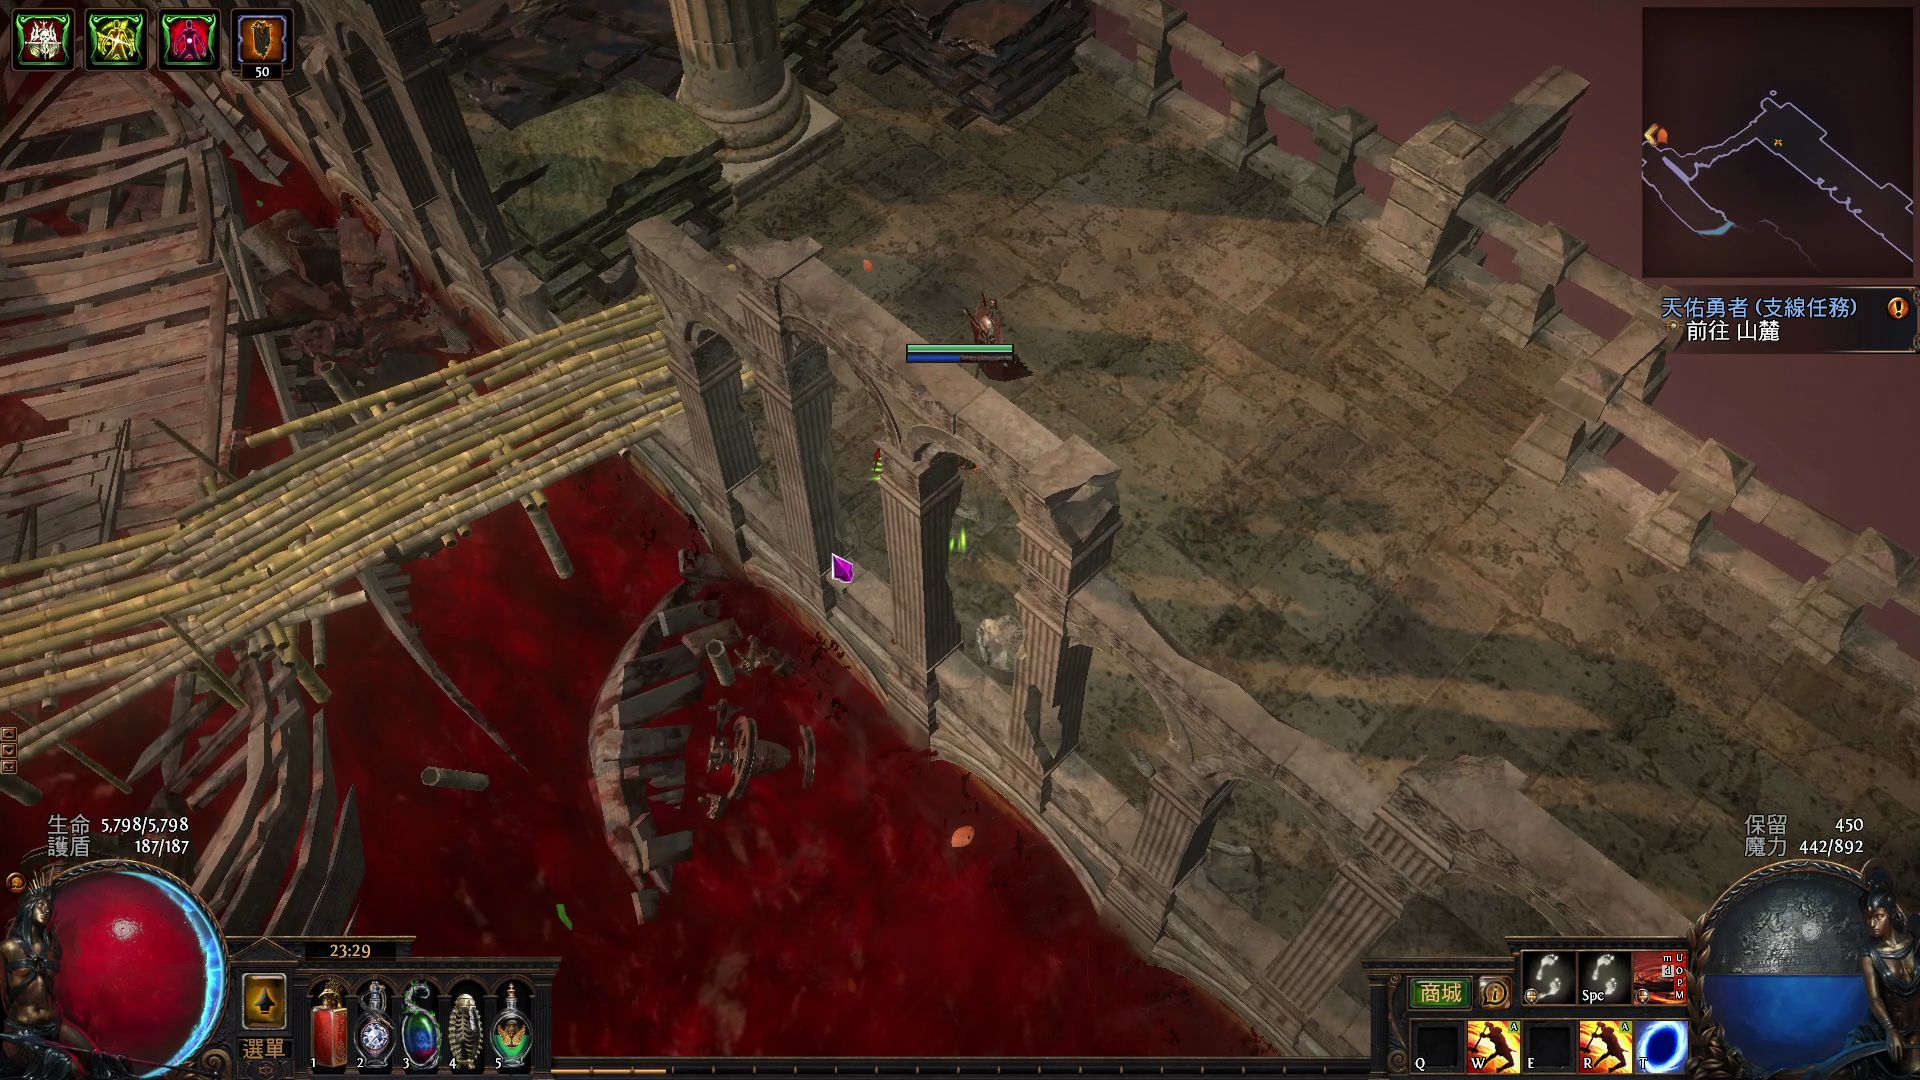 50
天佑勇者 (支線任務)
前往 山麓
生命 5,798/5,798
護盾 187/187
保留 450
魔力 442/892
23:29
選單
1
2
3
4
5
商城
Spc
m U
d O
P
M
Q
W A
E
R A
T